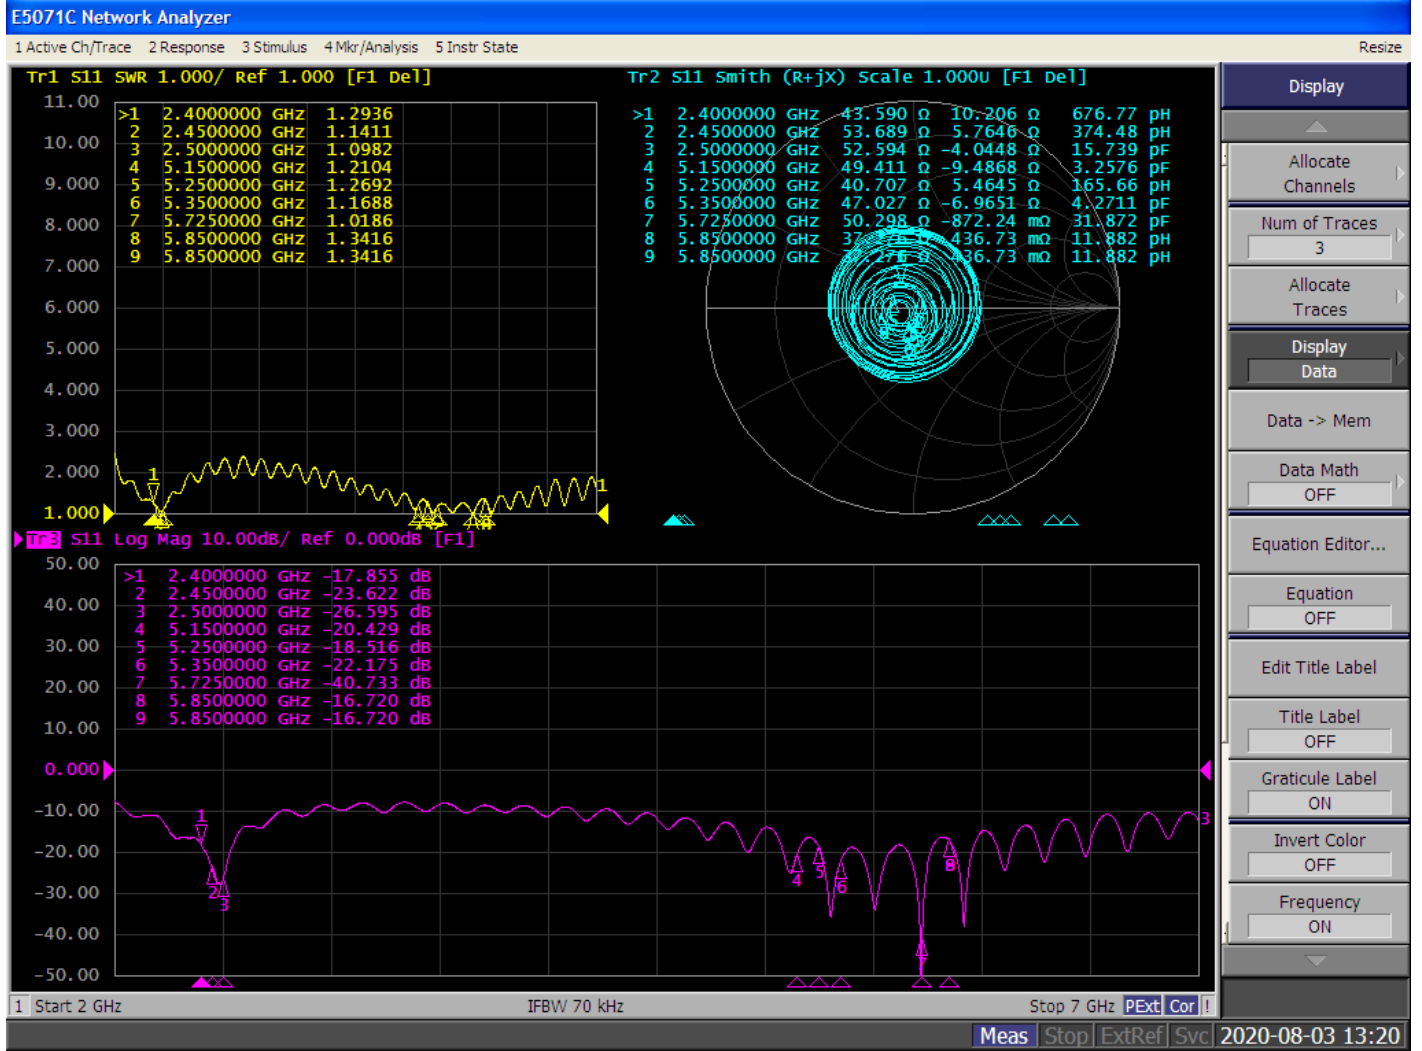 E5071C Network Analyzer
1 Active Ch/Trace 2 Response 3 Stimulus 4 Mkr/Analysis 5 Instr State Resize
Tr1 S11 SWR 1.000/ Ref 1.000 [F1 Del]
11.00
10.00
9.000
8.000
7.000
6.000
5.000
4.000
3.000
2.000
1.000
>1 2.4000000 GHz 1.2936
2 2.4500000 GHz 1.1411
3 2.5000000 GHz 1.0982
4 5.1500000 GHz 1.2104
5 5.2500000 GHz 1.2692
6 5.3500000 GHz 1.1688
7 5.7250000 GHz 1.0186
8 5.8500000 GHz 1.3416
9 5.8500000 GHz 1.3416
1
1
Tr2 S11 Smith (R+jX) Scale 1.000U [F1 Del]
>1 2.4000000 GHz 43.590 Ω 10.206 Ω 676.77 pH
2 2.4500000 GHz 53.689 Ω 5.7646 Ω 374.48 pH
3 2.5000000 GHz 52.594 Ω -4.0448 Ω 15.739 pF
4 5.1500000 GHz 49.411 Ω -9.4868 Ω 3.2576 pF
5 5.2500000 GHz 40.707 Ω 5.4645 Ω 165.66 pH
6 5.3500000 GHz 47.027 Ω -6.9651 Ω 4.2711 pF
7 5.7250000 GHz 50.298 Ω -872.24 mΩ 31.872 pF
8 5.8500000 GHz Ω 436.73 mΩ 11.882 pH
9 5.8500000 GHz Ω 436.73 mΩ 11.882 pH
Tr3 S11 Log Mag 10.00dB/ Ref 0.000dB [F1]
50.00
40.00
30.00
20.00
10.00
0.000
-10.00
-20.00
-30.00
-40.00
-50.00
>1 2.4000000 GHz -17.855 dB
2 2.4500000 GHz -23.622 dB
3 2.5000000 GHz -26.595 dB
4 5.1500000 GHz -20.429 dB
5 5.2500000 GHz -18.516 dB
6 5.3500000 GHz -22.175 dB
7 5.7250000 GHz -40.733 dB
8 5.8500000 GHz -16.720 dB
9 5.8500000 GHz -16.720 dB
1
2
3
4
5
6
3
1 Start 2 GHz IFBW 70 kHz Stop 7 GHz PExt Cor !
Display
Allocate
Channels
Num of Traces
3
Allocate
Traces
Display
Data
Data -> Mem
Data Math
OFF
Equation Editor...
Equation
OFF
Edit Title Label
Title Label
OFF
Graticule Label
ON
Invert Color
OFF
Frequency
ON
Meas Stop ExtRef Svc 2020-08-03 13:20